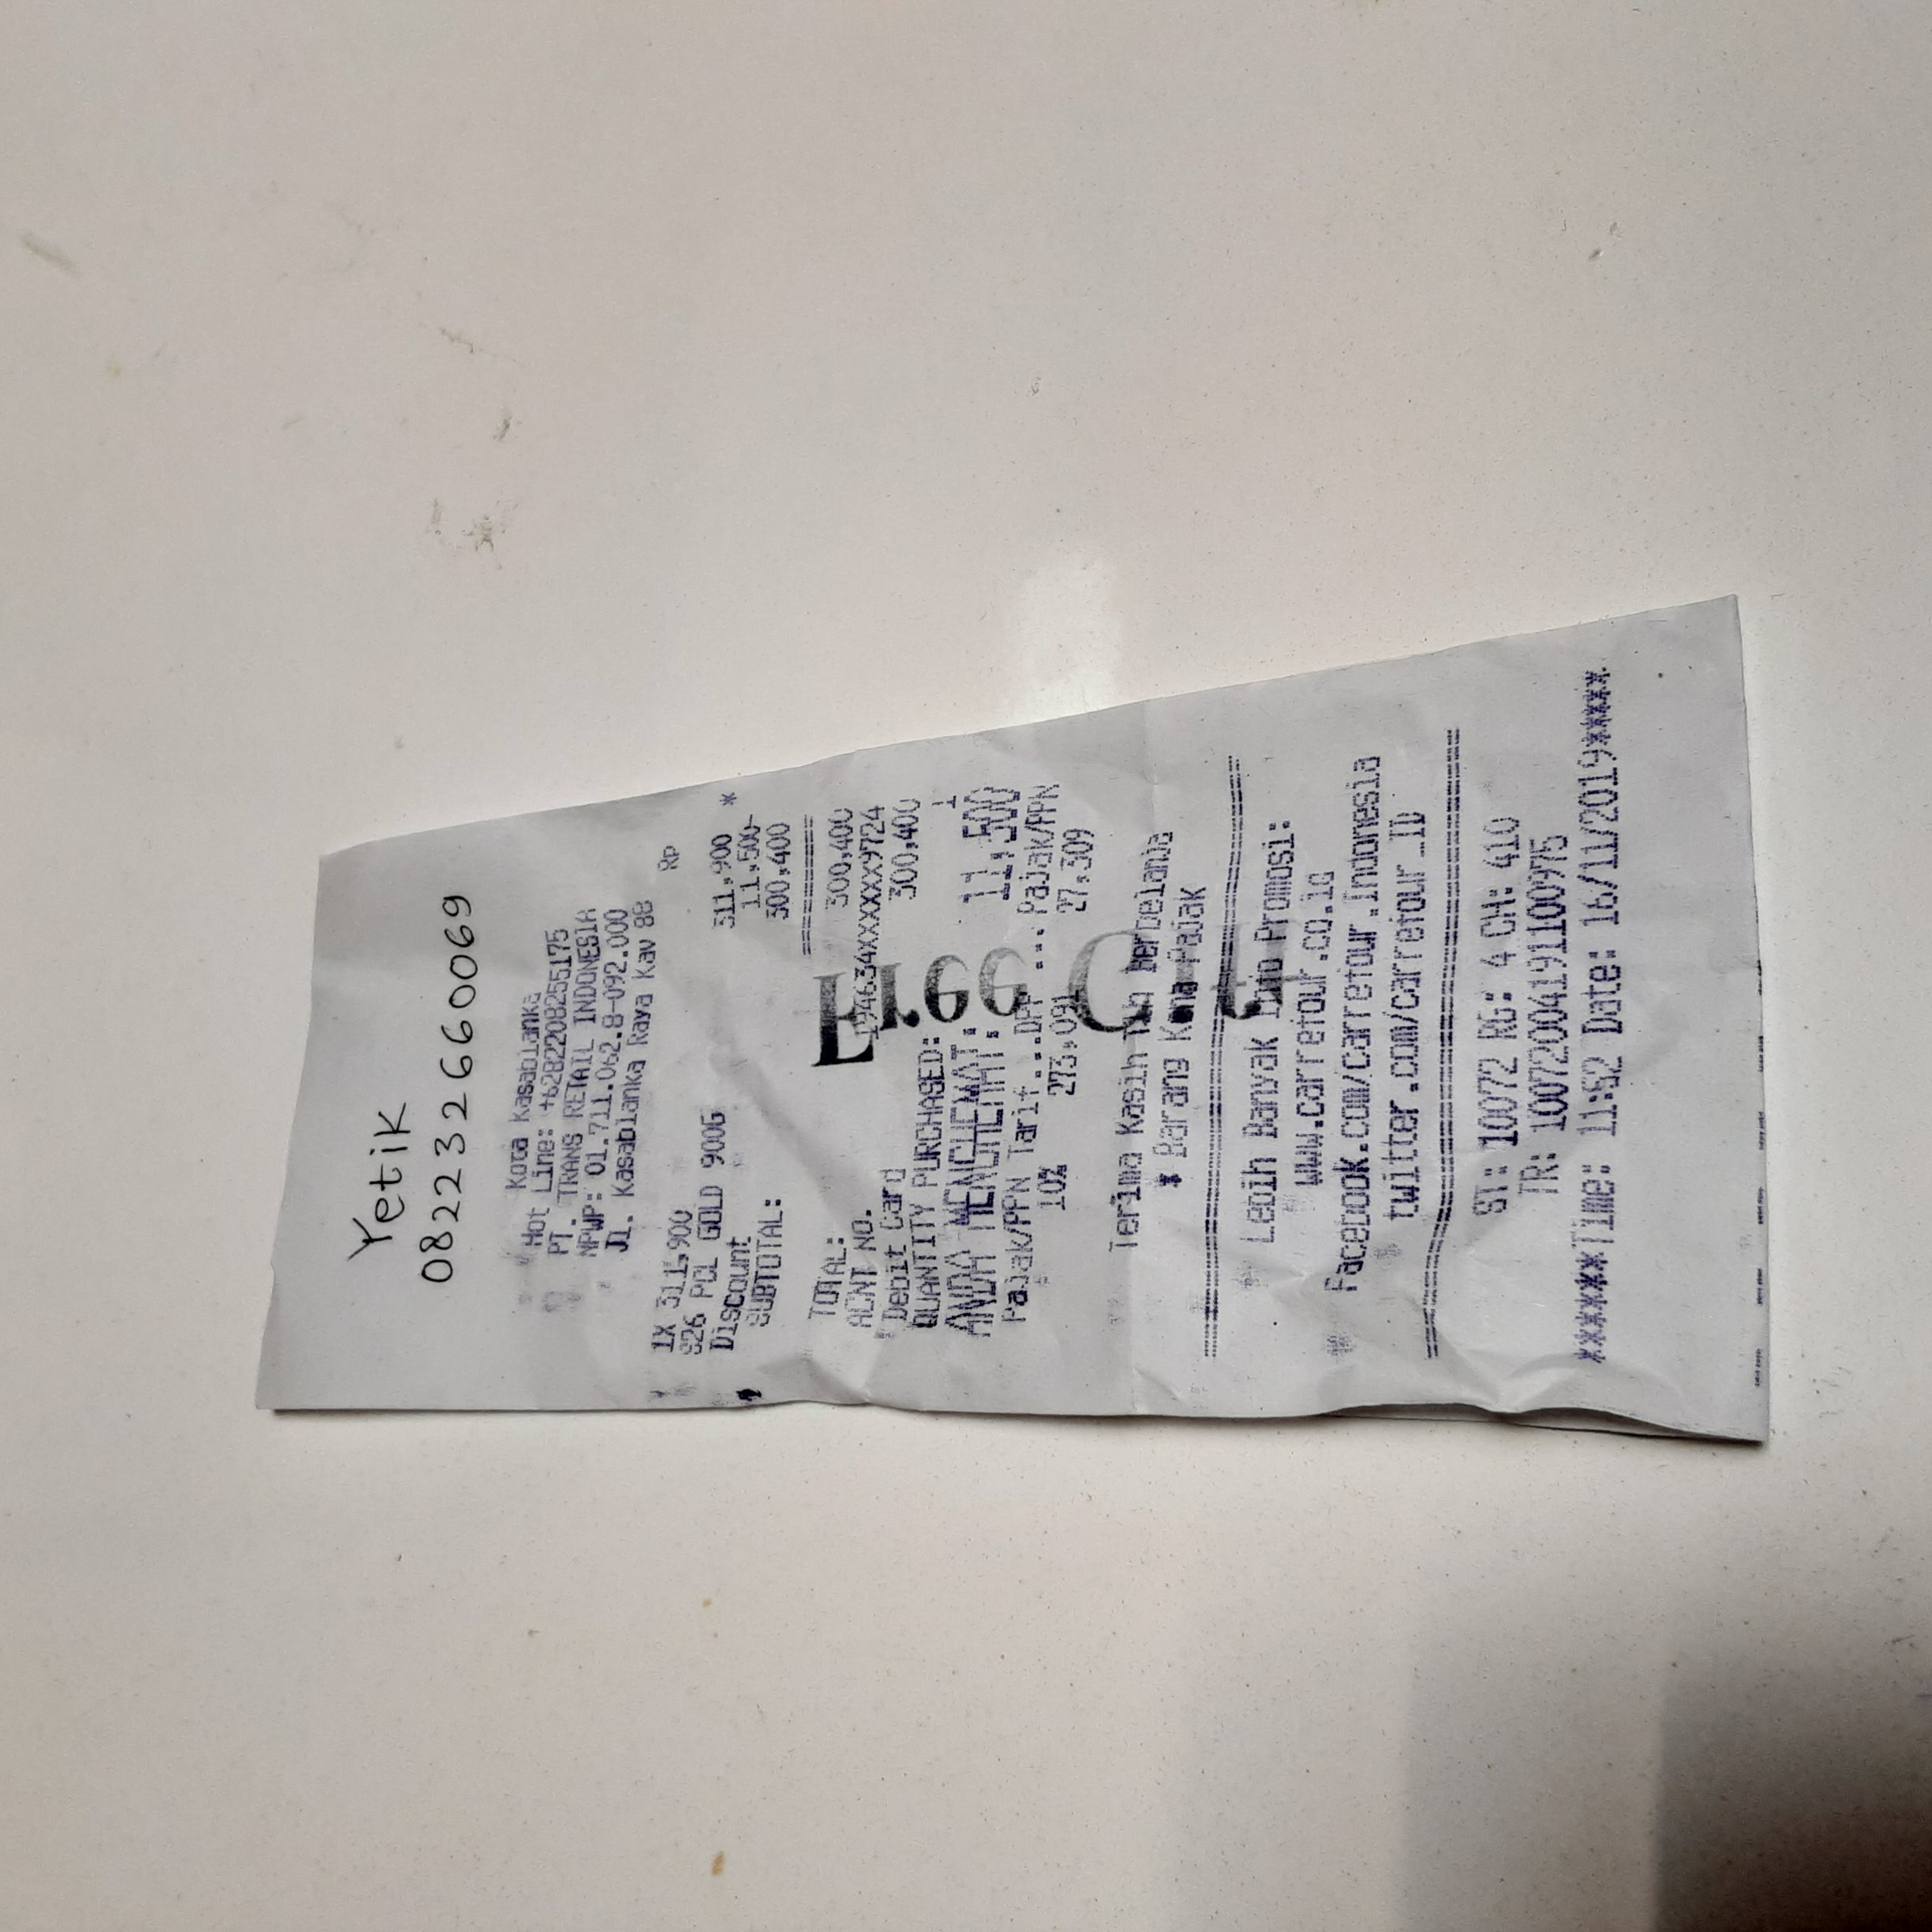 Yetik
082232660069
Kota Kasablanka
Hot Line: +6282208255175
PT. TRANS RETAIL INDONESIA
NPWP: 01.711.062.8-092.000
Jl. Kasablanka Raya Kav 88
Rp
1X 311,900
S26 PCL GOLD 900G 311,900 *
Discount 11,500-
SUBTOTAL: 300,400
TOTAL: 300,400
ACNT NO. 194634XXXXXX9724
Debit Card 300,400
QUANTITY PURCHASED: 1
ANDA MENGHEMAT: 11,500
Pajak/PPN Tarif...DPP ... Pajak/PPN
10% 273,091 27,309
Terima Kasih Tlh Berbelanja
* Barang Kena Pajak
Lebih Banyak Info Promosi:
www.carrefour.co.id
Facebook.com/carrefour.Indonesia
twitter.com/carrefour_ID
ST: 10072 RG: 4 CH: 410
TR: 10072004191100975
******Time: 11:52 Date: 16/11/2019*****